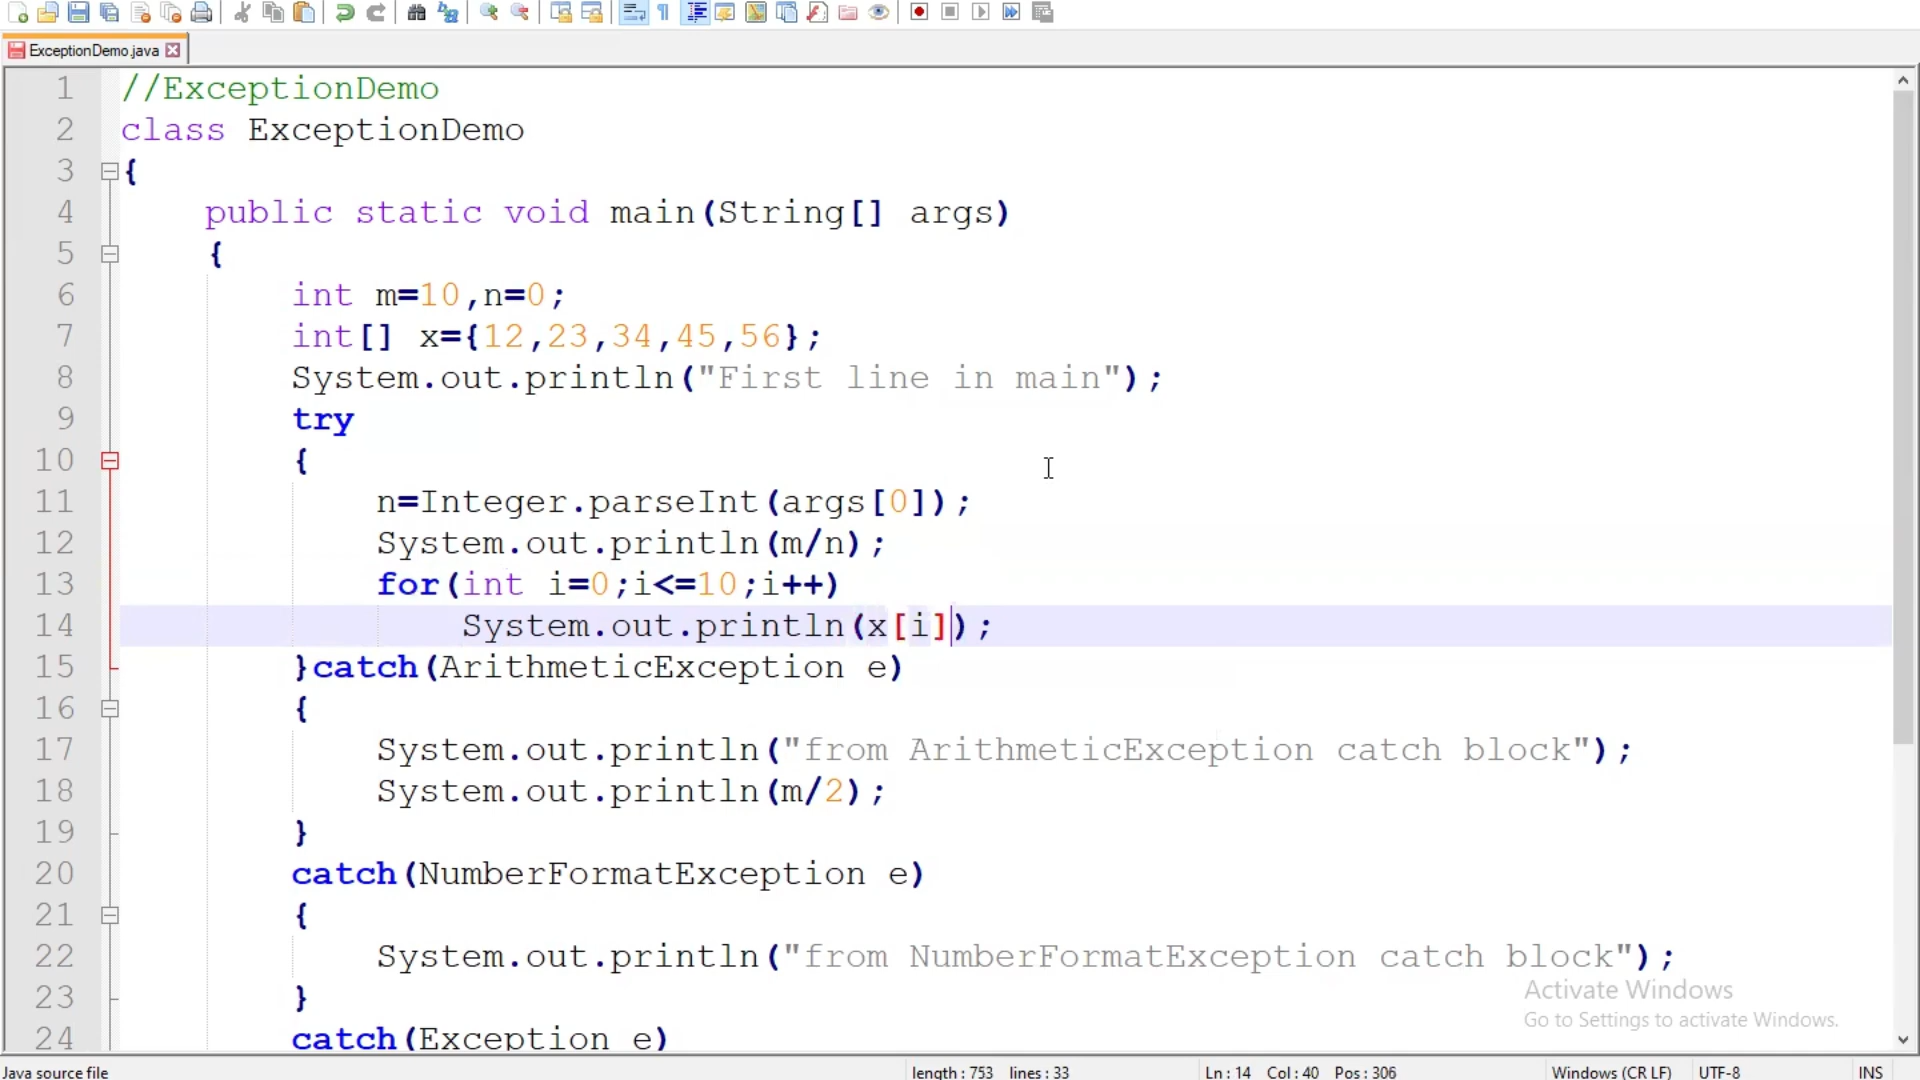 ExceptionDemo.java
1 //ExceptionDemo
2 class ExceptionDemo
3 {
4 public static void main(String[] args)
5 {
6 int m=10,n=0;
7 int[] x={12,23,34,45,56};
8 System.out.println("First line in main");
9 try
10 {
11 n=Integer.parseInt(args[0]);
12 System.out.println(m/n);
13 for(int i=0;i<=10;i++)
14 System.out.println(x[i]);
15 }catch(ArithmeticException e)
16 {
17 System.out.println("from ArithmeticException catch block");
18 System.out.println(m/2);
19 }
20 catch(NumberFormatException e)
21 {
22 System.out.println("from NumberFormatException catch block");
23 }
Activate Windows
Go to Settings to activate Windows.
24 catch(Exception e)
Java source file length : 753 lines : 33 Ln : 14 Col : 40 Pos : 306 Windows (CR LF) UTF-8 INS